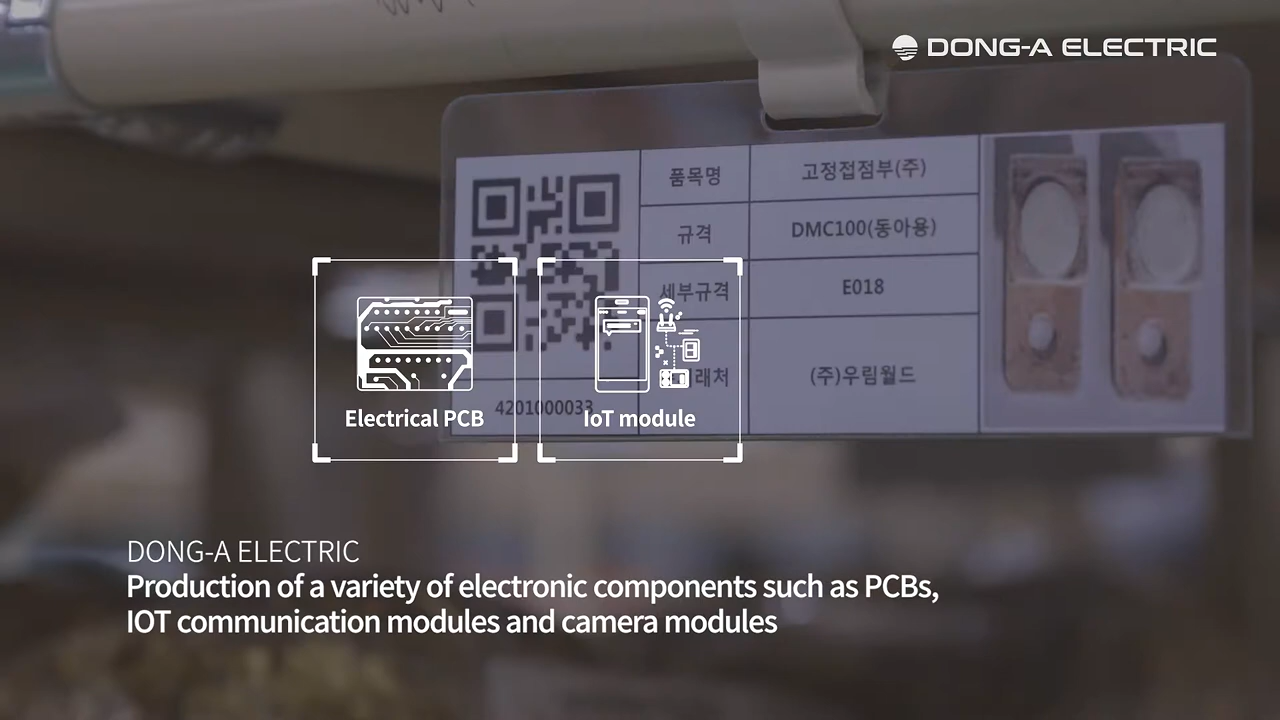 DONG-A ELECTRIC
품목명 고정접점부(주)
규격 DMC100(동아용)
세부규격 E018
래처 (주)우림월드
4201000033
Electrical PCB
IoT module
DONG-A ELECTRIC
Production of a variety of electronic components such as PCBs,
IOT communication modules and camera modules